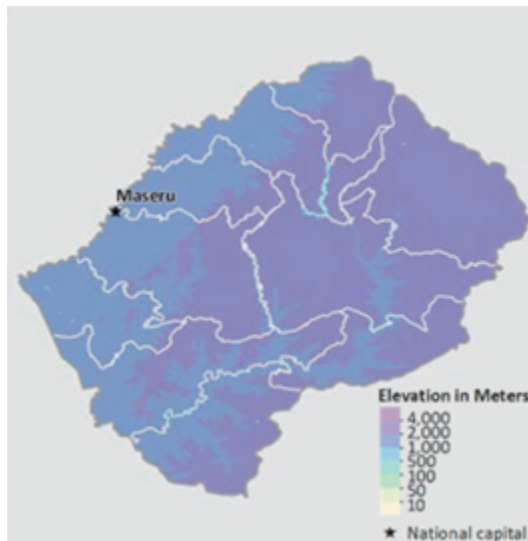 Maseru
Elevation in Meters
4,000
2,000
1,000
500
100
50
10
★ National capital